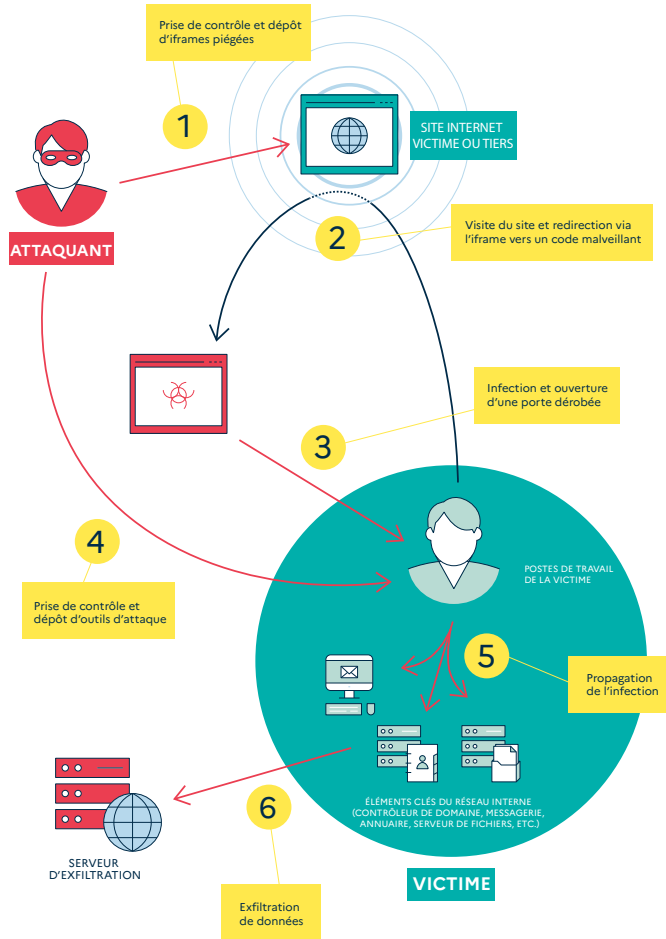 Prise de contrôle et dépôt
d'iframes piégées
1
SITE INTERNET
VICTIME OU TIERS
ATTAQUANT
2
Visite du site et redirection via
l'iframe vers un code malveillant
Infection et ouverture
d'une porte dérobée
3
4
Prise de contrôle et
dépôt d'outils d'attaque
POSTES DE TRAVAIL
DE LA VICTIME
5
Propagation
de l'infection
6
ÉLÉMENTS CLÉS DU RÉSEAU INTERNE
(CONTRÔLEUR DE DOMAINE, MESSAGERIE,
ANNUAIRE, SERVEUR DE FICHIERS, ETC.)
SERVEUR
D'EXFILTRATION
VICTIME
Exfiltration
de données